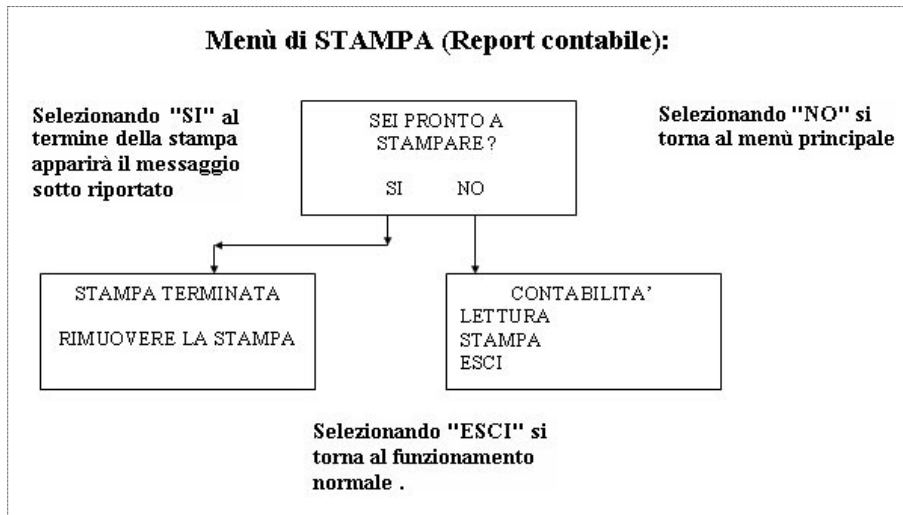 Menù di STAMPA (Report contabile):
Selezionando "SI" al
termine della stampa
apparirà il messaggio
sotto riportato
SEI PRONTO A
STAMPARE?
SI NO
Selezionando "NO" si
torna al menù principale
STAMPA TERMINATA
RIMUOVERE LA STAMPA
CONTABILITA'
LETTURA
STAMPA
ESCI
Selezionando "ESCI" si
torna al funzionamento
normale .